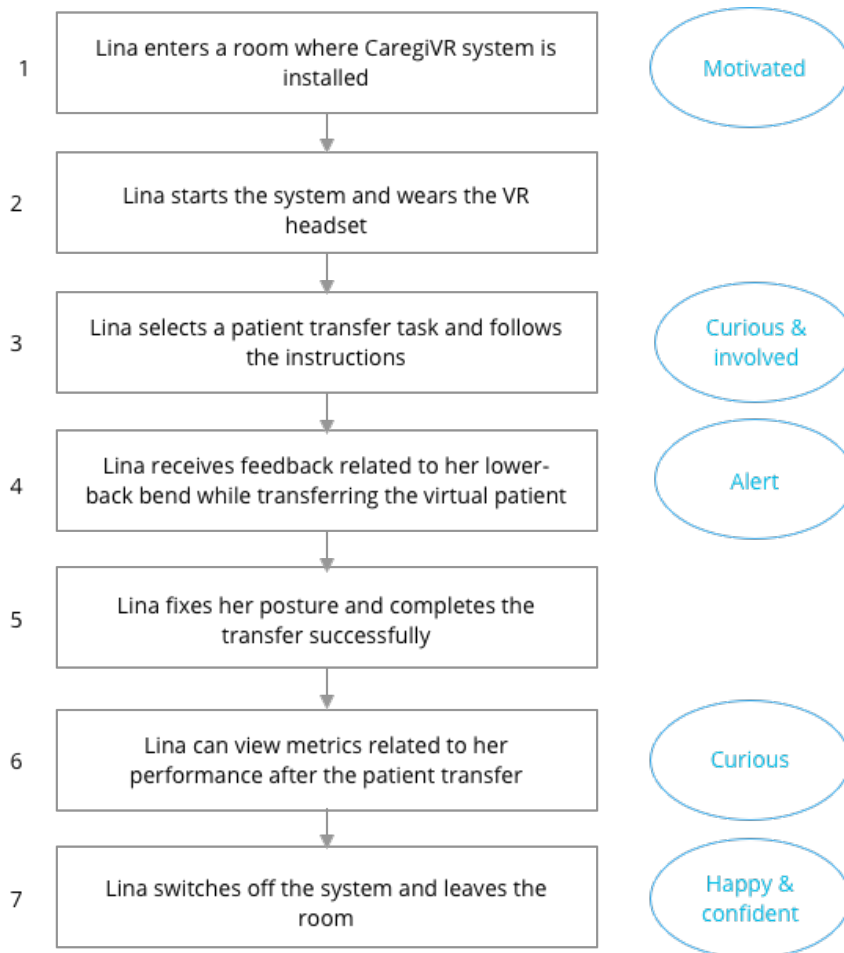 1
Lina enters a room where CaregiVR system is
installed
Motivated
2
Lina starts the system and wears the VR
headset
3
Lina selects a patient transfer task and follows
the instructions
Curious &
involved
4
Lina receives feedback related to her lower-
back bend while transferring the virtual patient
Alert
5
Lina fixes her posture and completes the
transfer successfully
6
Lina can view metrics related to her
performance after the patient transfer
Curious
7
Lina switches off the system and leaves the
room
Happy &
confident